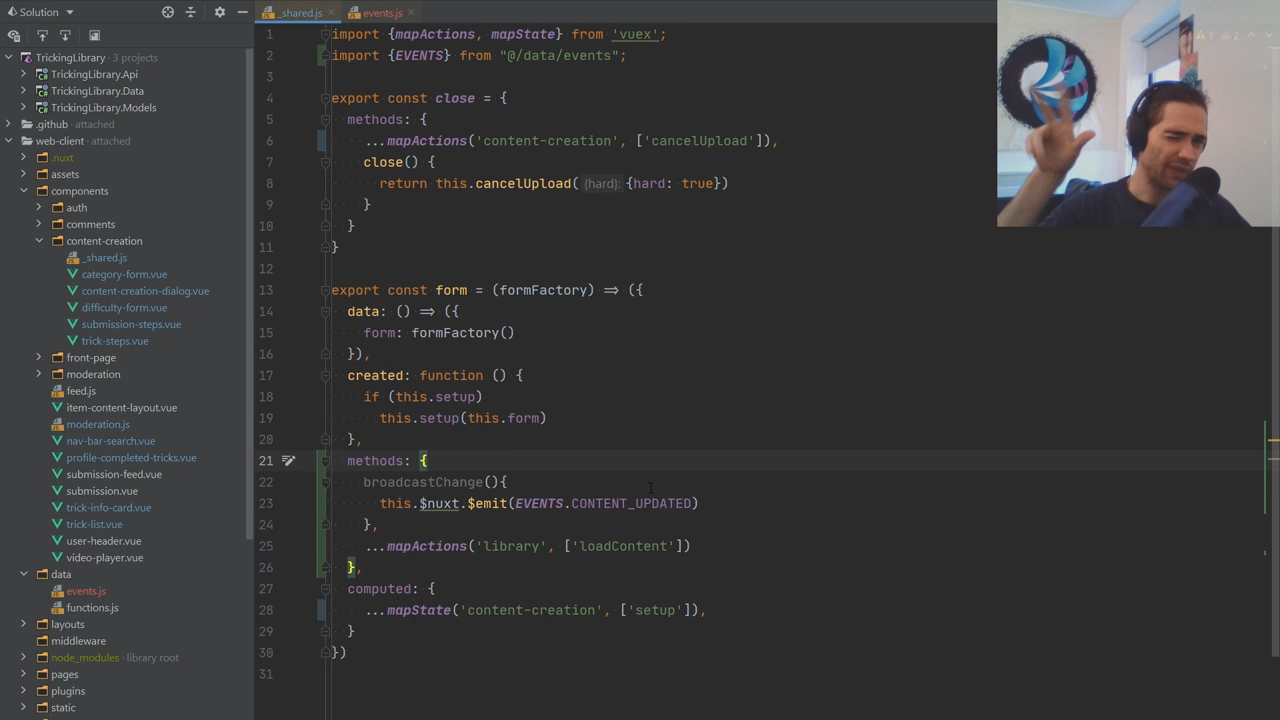 Solution
_shared.js
events.js
TrickingLibrary 3 projects
TrickingLibrary.Api
TrickingLibrary.Data
TrickingLibrary.Models
.github attached
web-client attached
.nuxt
assets
components
auth
comments
content-creation
_shared.js
category-form.vue
content-creation-dialog.vue
difficulty-form.vue
submission-steps.vue
trick-steps.vue
front-page
moderation
feed.js
item-content-layout.vue
moderation.js
nav-bar-search.vue
profile-completed-tricks.vue
submission-feed.vue
submission.vue
trick-info-card.vue
trick-list.vue
user-header.vue
video-player.vue
data
events.js
functions.js
layouts
middleware
node_modules library root
pages
plugins
static
1 import {mapActions, mapState} from 'vuex';
2 import {EVENTS} from "@/data/events";
3
4 export const close = {
5 methods: {
6 ...mapActions('content-creation', ['cancelUpload']),
7 close() {
8 return this.cancelUpload( {hard}: {hard: true})
9 }
10 }
11 }
12
13 export const form = (formFactory) => ({
14 data: () => ({
15 form: formFactory()
16 }),
17 created: function () {
18 if (this.setup)
19 this.setup(this.form)
20 },
21 methods: {
22 broadcastChange(){
23 this.$nuxt.$emit(EVENTS.CONTENT_UPDATED)
24 },
25 ...mapActions('library', ['loadContent'])
26 },
27 computed: {
28 ...mapState('content-creation', ['setup']),
29 }
30 })
31
1 2